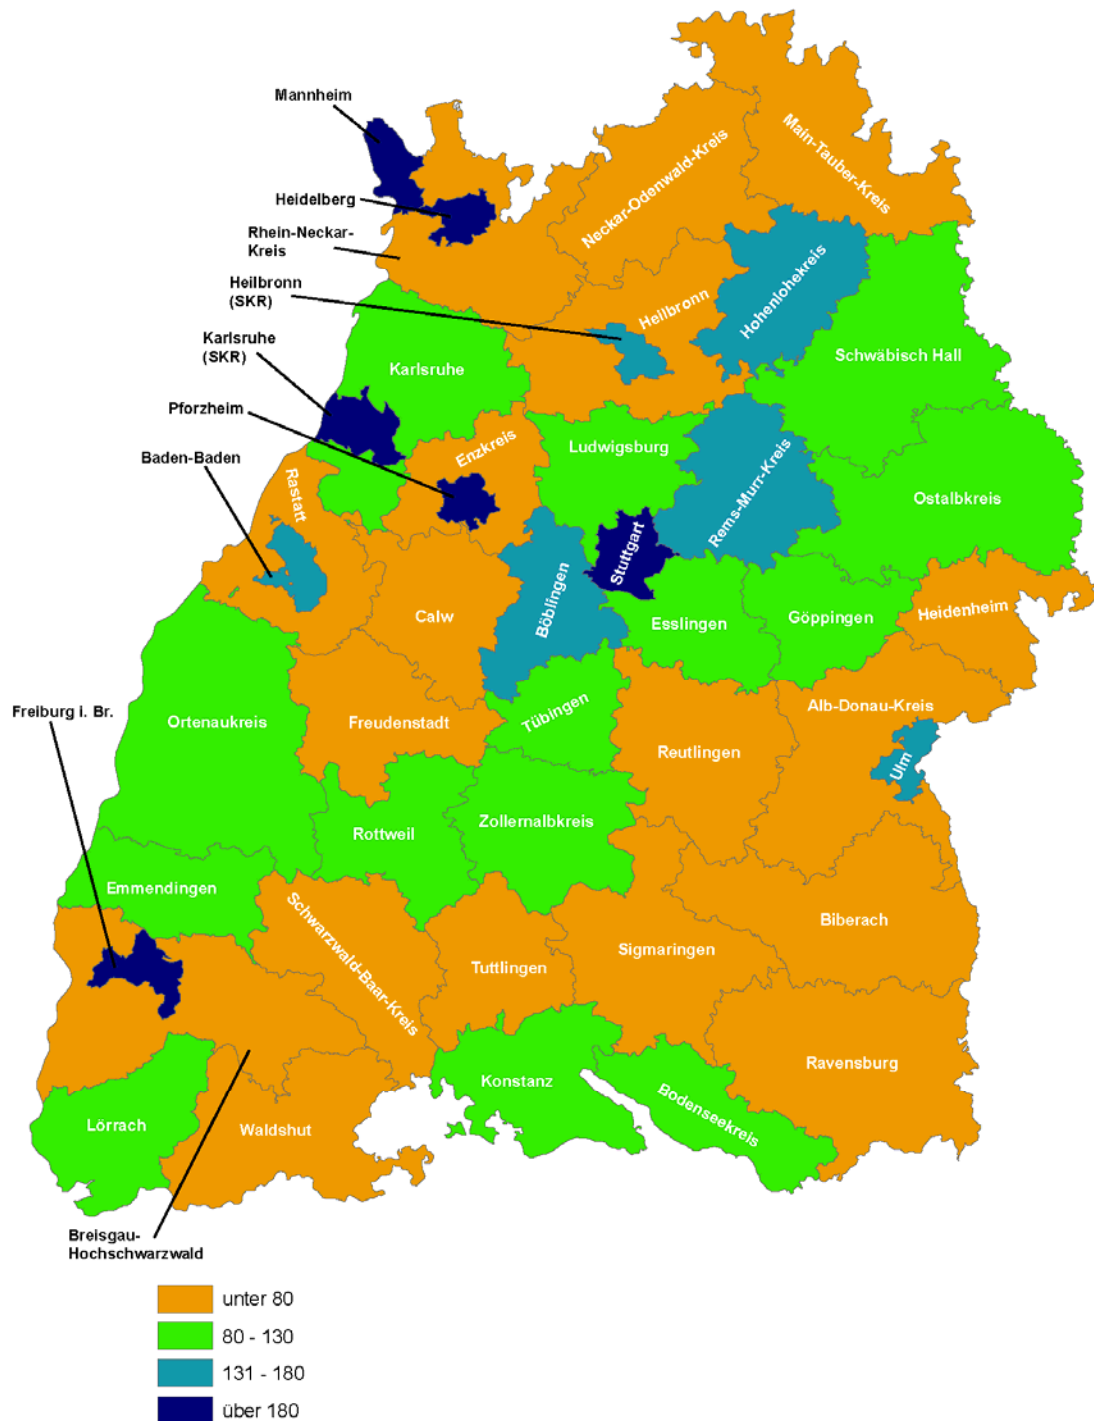 Mannheim
Main-Tauber-Kreis
Neckar-Odenwald-Kreis
Heidelberg
Rhein-Neckar-
Kreis
Hohenlohekreis
Heilbronn
(SKR)
Heilbronn
Karlsruhe
(SKR)
Schwäbisch Hall
Karlsruhe
Pforzheim
Enzkreis
Ludwigsburg
Baden-Baden
Rastatt
Rems-Murr-Kreis
Ostalbkreis
Stuttgart
Böblingen
Calw
Esslingen
Göppingen
Heidenheim
Freiburg i. Br.
Ortenaukreis
Freudenstadt
Tübingen
Alb-Donau-Kreis
Reutlingen
Ulm
Rottweil
Zollernalbkreis
Emmendingen
Schwarzwald-Baar-Kreis
Biberach
Tuttlingen
Sigmaringen
Ravensburg
Konstanz
Bodenseekreis
Lörrach
Waldshut
Breisgau-
Hochschwarzwald
unter 80
80 - 130
131 - 180
über 180